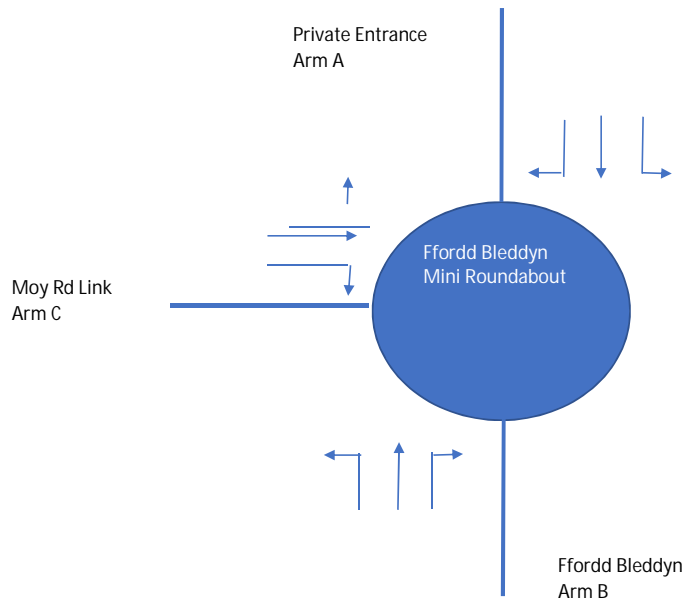 Private Entrance
Arm A
Ffordd Bleddyn
Mini Roundabout
Moy Rd Link
Arm C
Ffordd Bleddyn
Arm B